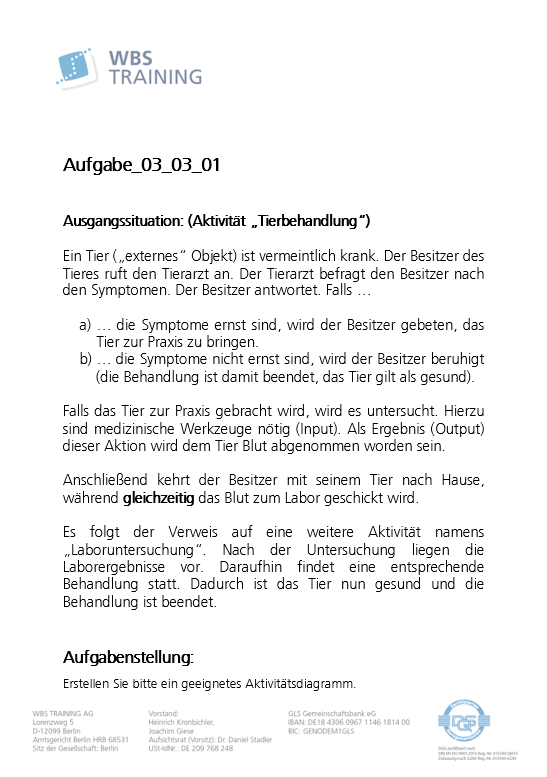 WBS
TRAINING
Aufgabe_03_03_01
Ausgangssituation: (Aktivität „Tierbehandlung“)
Ein Tier („externes“ Objekt) ist vermeintlich krank. Der Besitzer des
Tieres ruft den Tierarzt an. Der Tierarzt befragt den Besitzer nach
den Symptomen. Der Besitzer antwortet. Falls …
a) … die Symptome ernst sind, wird der Besitzer gebeten, das
Tier zur Praxis zu bringen.
b) … die Symptome nicht ernst sind, wird der Besitzer beruhigt
(die Behandlung ist damit beendet, das Tier gilt als gesund).
Falls das Tier zur Praxis gebracht wird, wird es untersucht. Hierzu
sind medizinische Werkzeuge nötig (Input). Als Ergebnis (Output)
dieser Aktion wird dem Tier Blut abgenommen worden sein.
Anschließend kehrt der Besitzer mit seinem Tier nach Hause,
während gleichzeitig das Blut zum Labor geschickt wird.
Es folgt der Verweis auf eine weitere Aktivität namens
„Laboruntersuchung“. Nach der Untersuchung liegen die
Laborergebnisse vor. Daraufhin findet eine entsprechende
Behandlung statt. Dadurch ist das Tier nun gesund und die
Behandlung ist beendet.
Aufgabenstellung:
Erstellen Sie bitte ein geeignetes Aktivitätsdiagramm.
WBS TRAINING AG
Lorenzweg 5
D-12099 Berlin
Amtsgericht Berlin HRB 68531
Sitz der Gesellschaft: Berlin
Vorstand:
Heinrich Kronbichler,
Joachim Giese
Aufsichtsrat (Vorsitz): Dr. Daniel Stadler
USt-IdNr.: DE 209 768 248
GLS Gemeinschaftsbank eG
IBAN: DE18 4306 0967 1146 1814 00
BIC: GENODEM1GLS
DQS